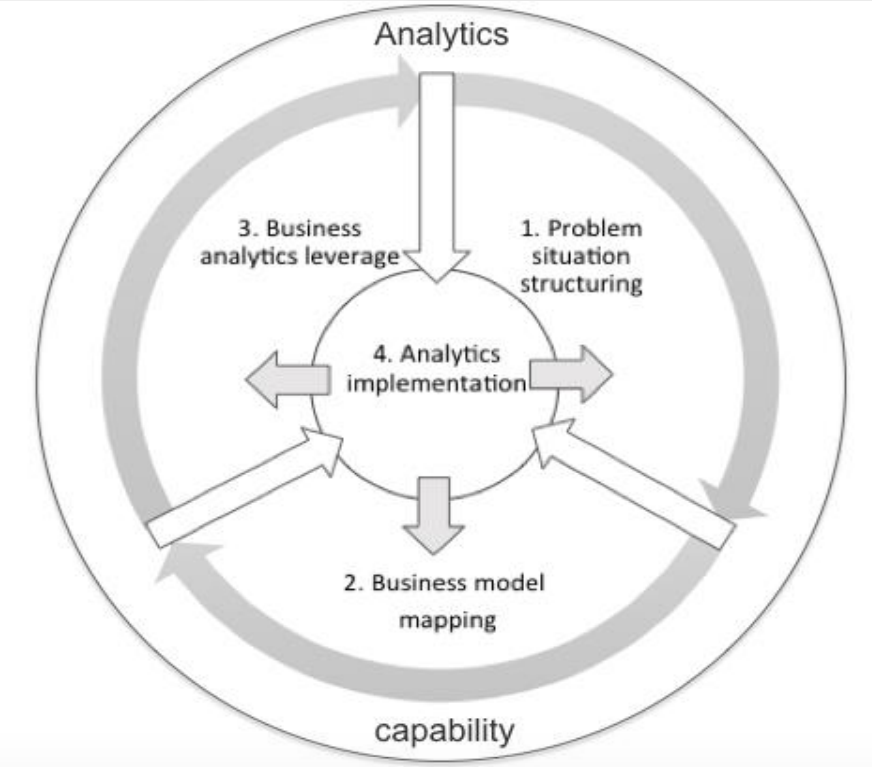 Analytics
3. Business
analytics leverage
1. Problem
situation
structuring
4. Analytics
implementation
2. Business model
mapping
capability